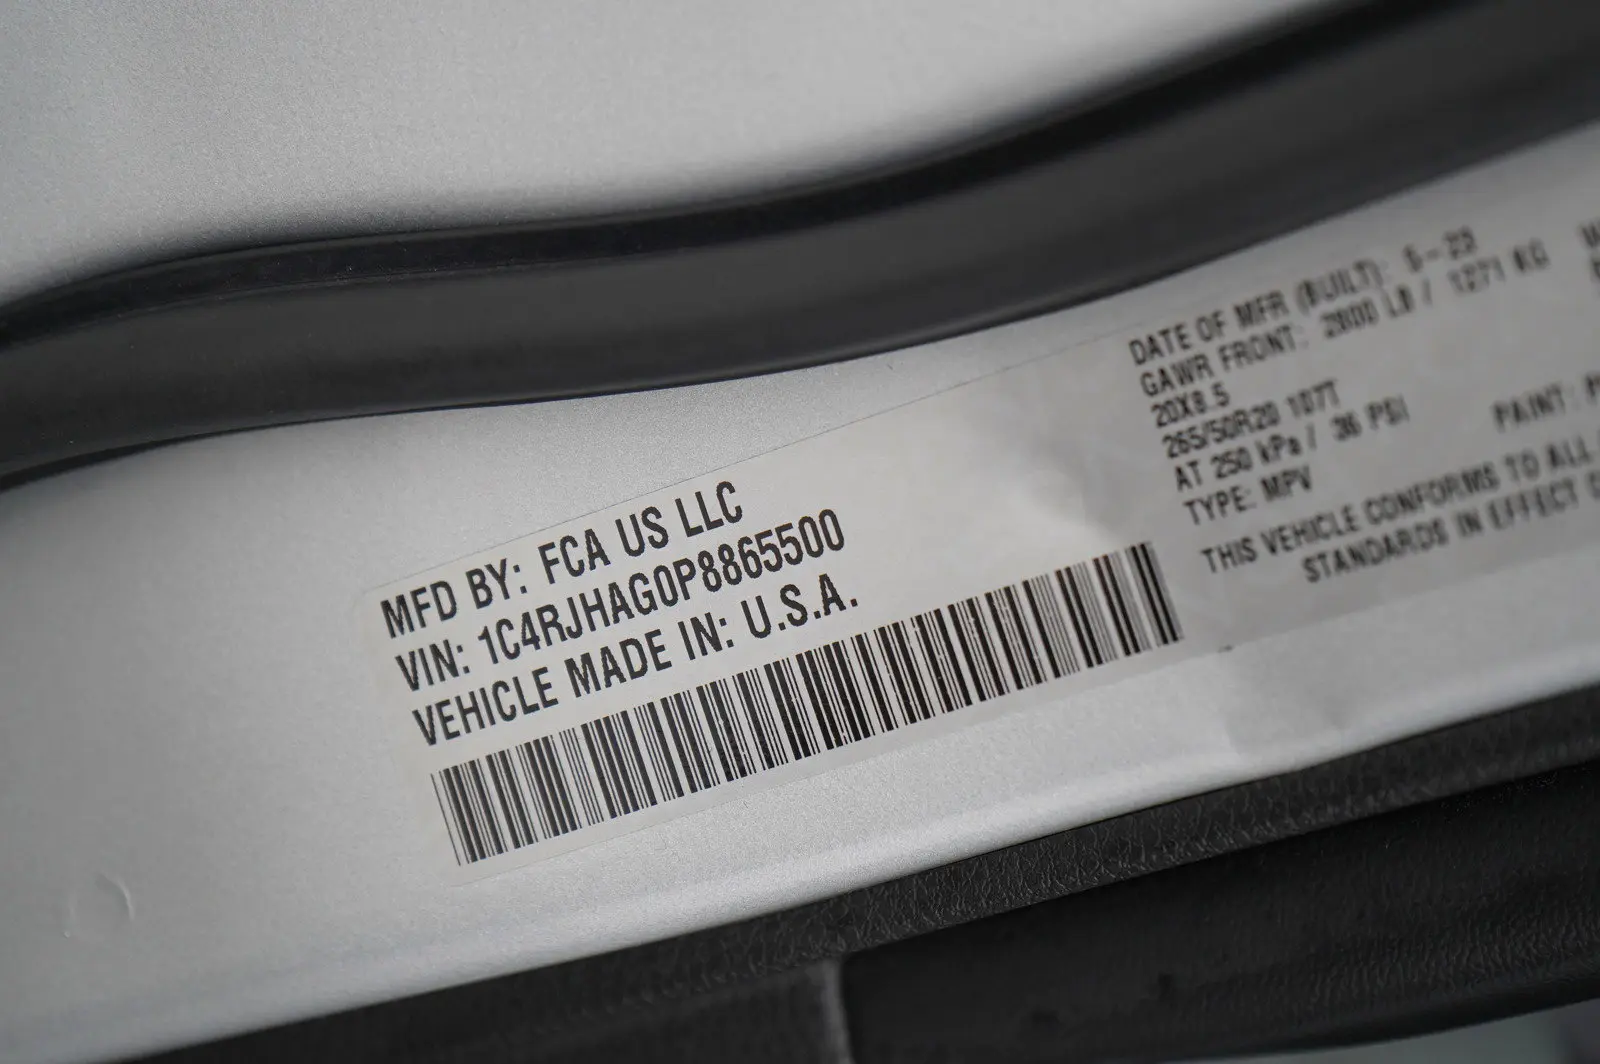 MFD BY: FCA US LLC
VIN: 1C4RJHAG0P8865500
VEHICLE MADE IN: U.S.A.
DATE OF MFR (BUILT): 5-23
GAWR FRONT: 2800 LB / 1271 KG
20X8.5
265/50R20 107T
AT 250 kPa / 36 PSI
TYPE: MPV
PAINT:
THIS VEHICLE CONFORMS TO ALL
STANDARDS IN EFFECT